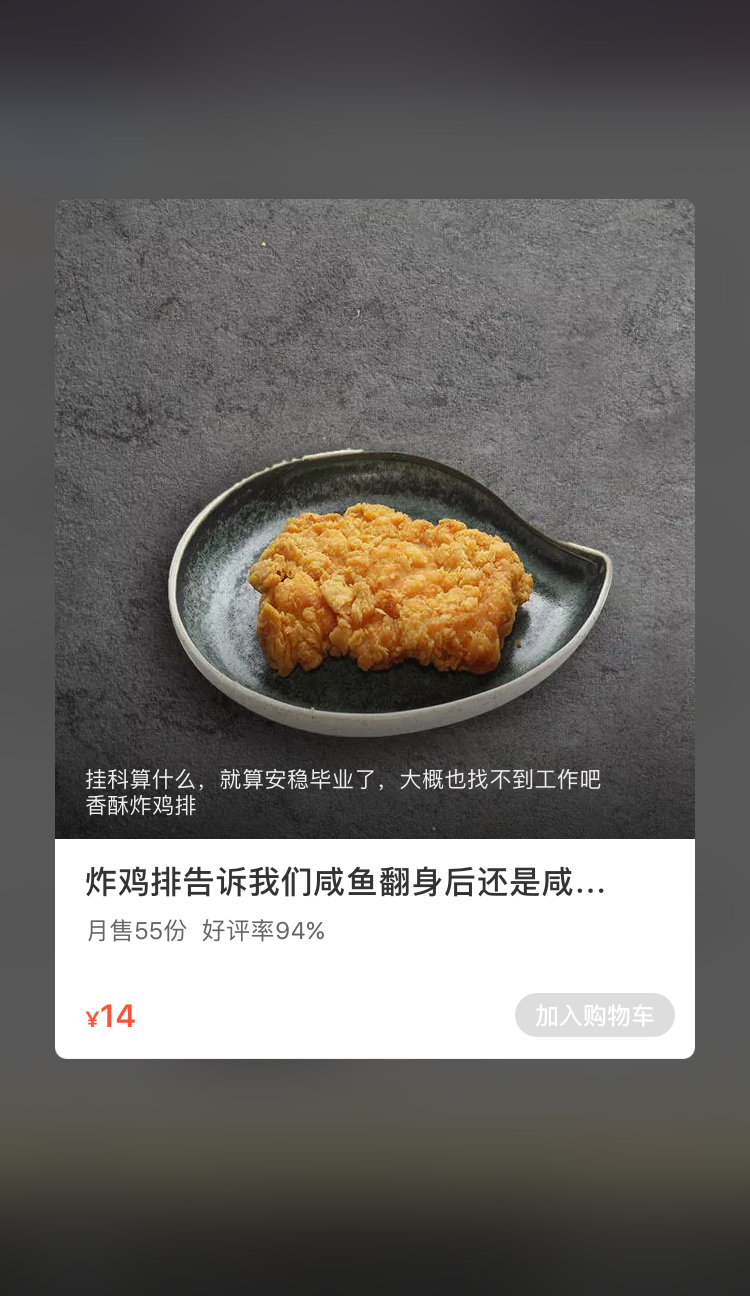 挂科算什么，就算安稳毕业了，大概也找不到工作吧
香酥炸鸡排
炸鸡排告诉我们咸鱼翻身后还是咸...
月售55份 好评率94%
¥14
加入购物车